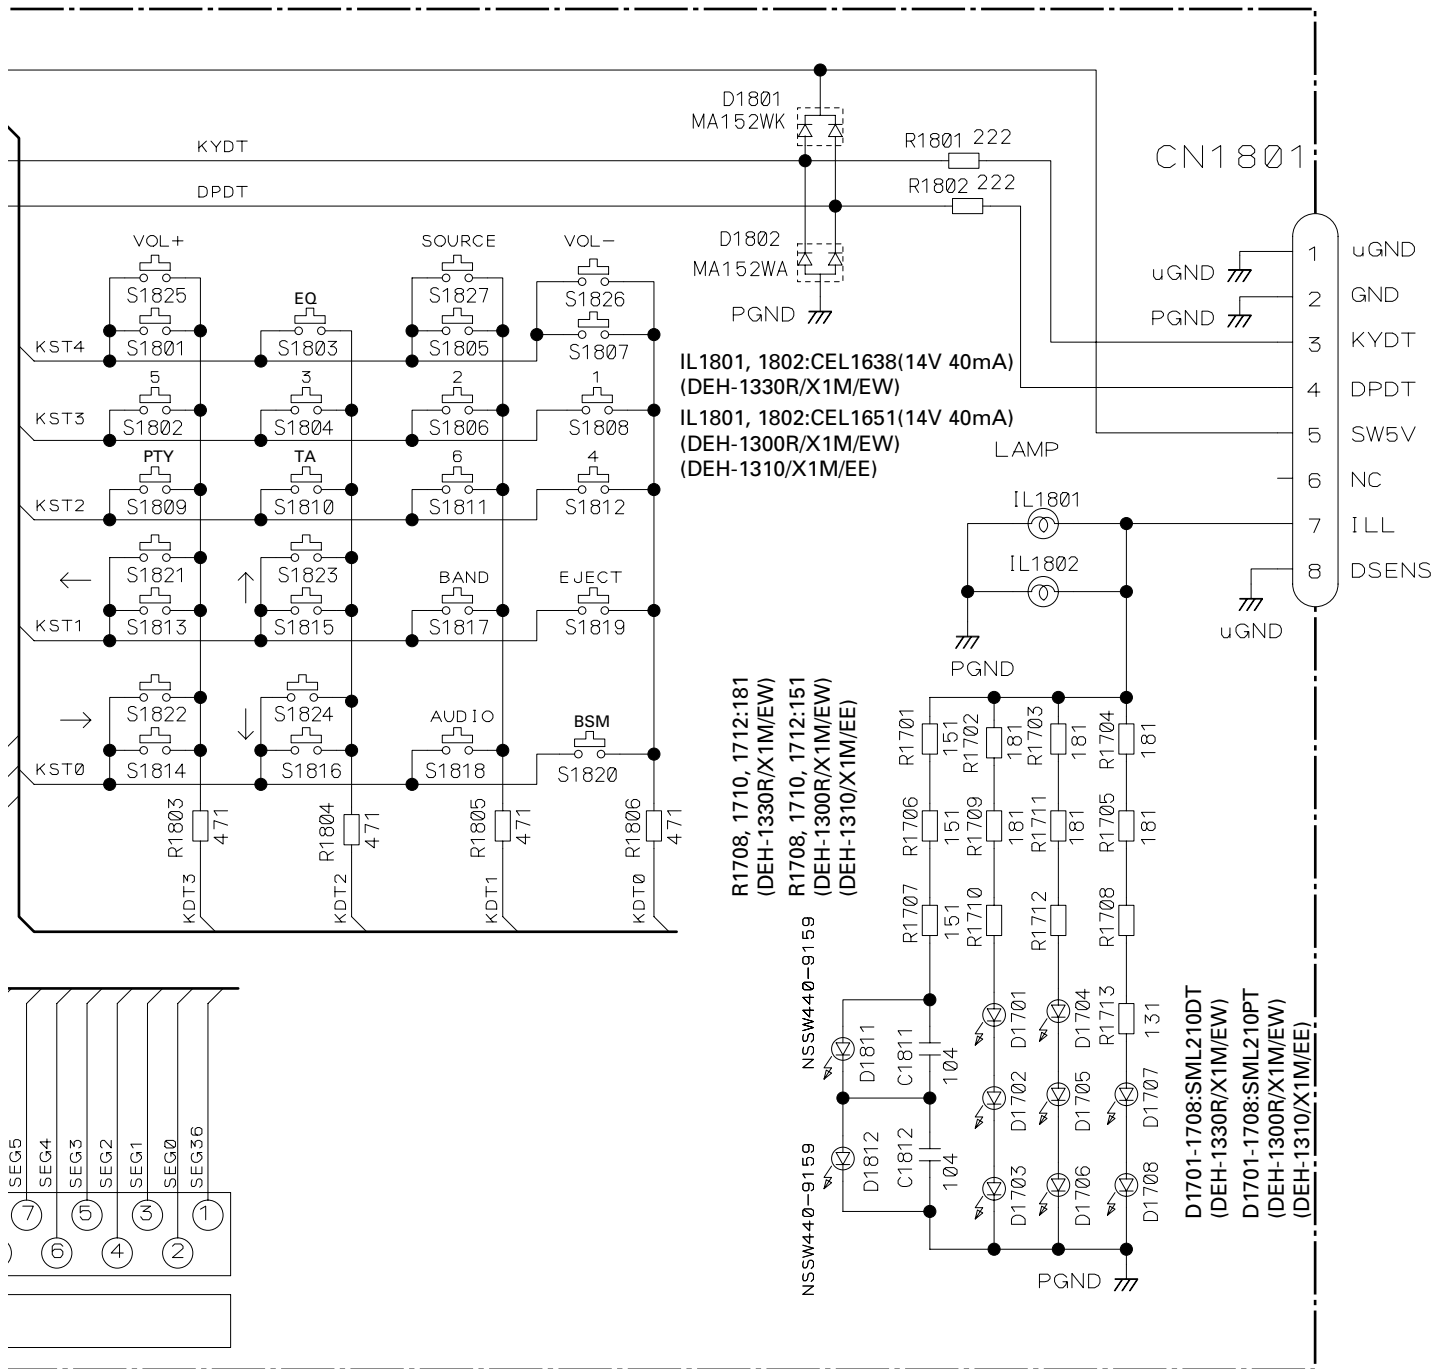 D1801
MA152WK
KYDT
R1801 222
CN1801
DPDT
R1802 222
VOL+
SOURCE
VOL-
D1802
MA152WA
PGND
S1825
S1827
S1826
EQ
KST4
S1801
S1803
S1805
S1807
uGND
PGND
1 uGND
2 GND
3 KYDT
4 DPDT
5 SW5V
6 NC
7 ILL
8 DSENS
uGND
IL1801, 1802:CEL1638(14V 40mA)
(DEH-1330R/X1M/EW)
IL1801, 1802:CEL1651(14V 40mA)
(DEH-1300R/X1M/EW)
(DEH-1310/X1M/EE)
5
3
2
1
KST3
S1802
S1804
S1806
S1808
PTY
TA
6
4
KST2
S1809
S1810
S1811
S1812
LAMP
IL1801
IL1802
PGND
←
S1821
↑
S1823
BAND
EJECT
KST1
S1813
S1815
S1817
S1819
→
S1822
↓
S1824
AUDIO
BSM
KST0
S1814
S1816
S1818
S1820
R1803
471
R1804
471
R1805
471
R1806
471
KDT3
KDT2
KDT1
KDT0
R1708, 1710, 1712:181
(DEH-1330R/X1M/EW)
R1708, 1710, 1712:151
(DEH-1300R/X1M/EW)
(DEH-1310/X1M/EE)
R1701
151
R1702
181
R1703
181
R1704
181
R1706
151
R1709
181
R1711
181
R1705
181
R1707
151
R1710
R1712
R1708
NSSW440-9159
D1811
C1811
104
D1701
D1704
R1713
131
D1702
D1705
D1707
NSSW440-9159
D1812
C1812
104
D1703
D1706
D1708
D1701-1708:SML210DT
(DEH-1330R/X1M/EW)
D1701-1708:SML210PT
(DEH-1300R/X1M/EW)
(DEH-1310/X1M/EE)
PGND
SEG5
SEG4
SEG3
SEG2
SEG1
SEG0
SEG36
7
5
3
1
6
4
2